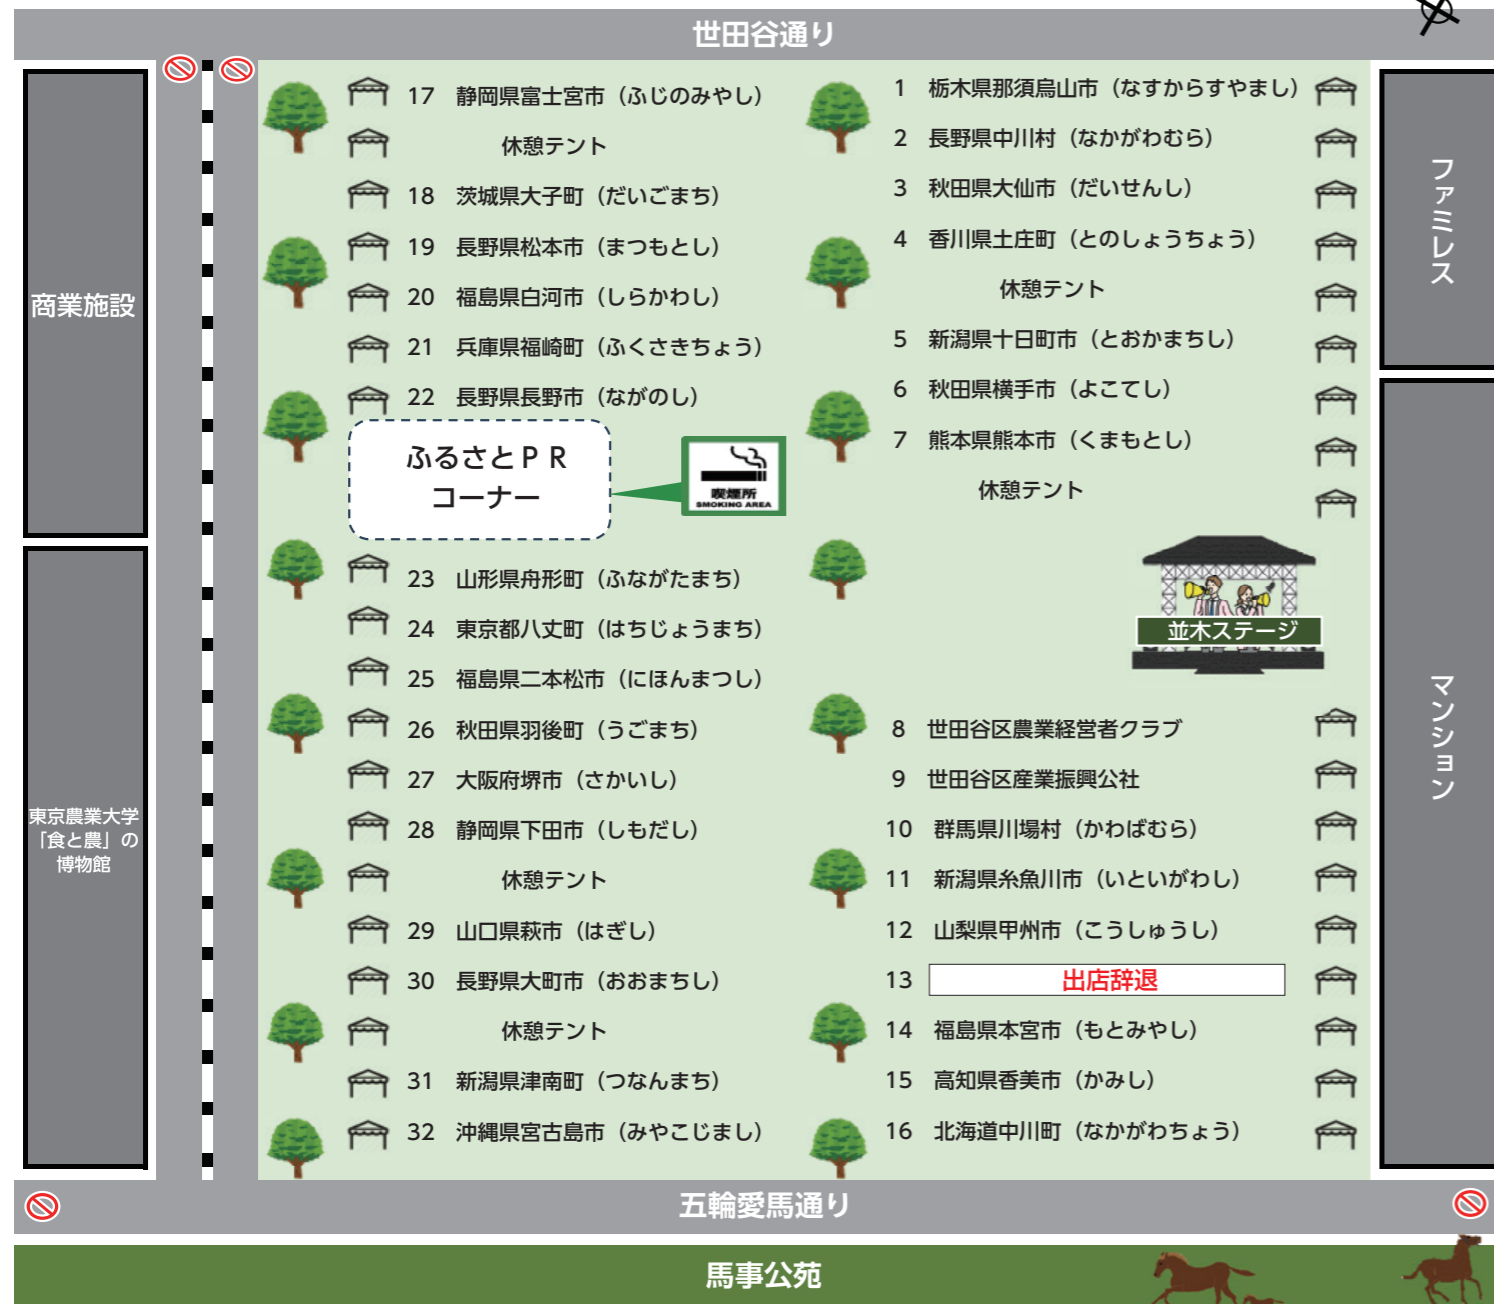 世田谷通り
商業施設
東京農業大学
「食と農」の
博物館
17 静岡県富士宮市（ふじのみやし）
休憩テント
18 茨城県大子町（だいごまち）
19 長野県松本市（まつもとし）
20 福島県白河市（しらかわし）
21 兵庫県福崎町（ふくさきちょう）
22 長野県長野市（ながのし）
ふるさとＰＲ
コーナー
喫煙所
SMOKING AREA
23 山形県舟形町（ふながたまち）
24 東京都八丈町（はちじょうまち）
25 福島県二本松市（にほんまつし）
26 秋田県羽後町（うごまち）
27 大阪府堺市（さかいし）
28 静岡県下田市（しもだし）
休憩テント
29 山口県萩市（はぎし）
30 長野県大町市（おおまちし）
休憩テント
31 新潟県津南町（つなんまち）
32 沖縄県宮古島市（みやこじまし）
1 栃木県那須烏山市（なすからすやまし）
2 長野県中川村（なかがわむら）
3 秋田県大仙市（だいせんし）
4 香川県土庄町（とのしょうちょう）
休憩テント
5 新潟県十日町市（とおかまちし）
6 秋田県横手市（よこてし）
7 熊本県熊本市（くまもとし）
休憩テント
並木ステージ
8 世田谷区農業経営者クラブ
9 世田谷区産業振興公社
10 群馬県川場村（かわばむら）
11 新潟県糸魚川市（いといがわし）
12 山梨県甲州市（こうしゅうし）
13 出店辞退
14 福島県本宮市（もとみやし）
15 高知県香美市（かみし）
16 北海道中川町（なかがわちょう）
ファミレス
マンション
五輪愛馬通り
馬事公苑